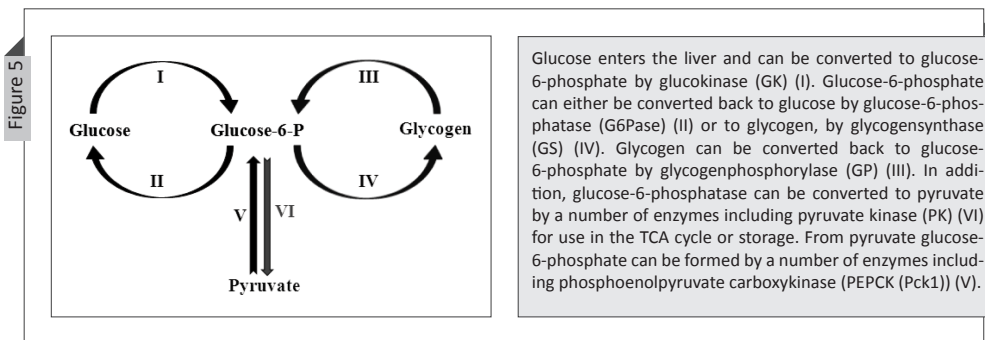 Figure 5
I
III
Glucose
Glucose-6-P
Glycogen
II
IV
V
VI
Pyruvate
Glucose enters the liver and can be converted to glucose-
6-phosphate by glucokinase (GK) (I). Glucose-6-phosphate
can either be converted back to glucose by glucose-6-phos-
phatase (G6Pase) (II) or to glycogen, by glycogensynthase
(GS) (IV). Glycogen can be converted back to glucose-
6-phosphate by glycogenphosphorylase (GP) (III). In addi-
tion, glucose-6-phosphatase can be converted to pyruvate
by a number of enzymes including pyruvate kinase (PK) (VI)
for use in the TCA cycle or storage. From pyruvate glucose-
6-phosphate can be formed by a number of enzymes includ-
ing phosphoenolpyruvate carboxykinase (PEPCK (Pck1)) (V).